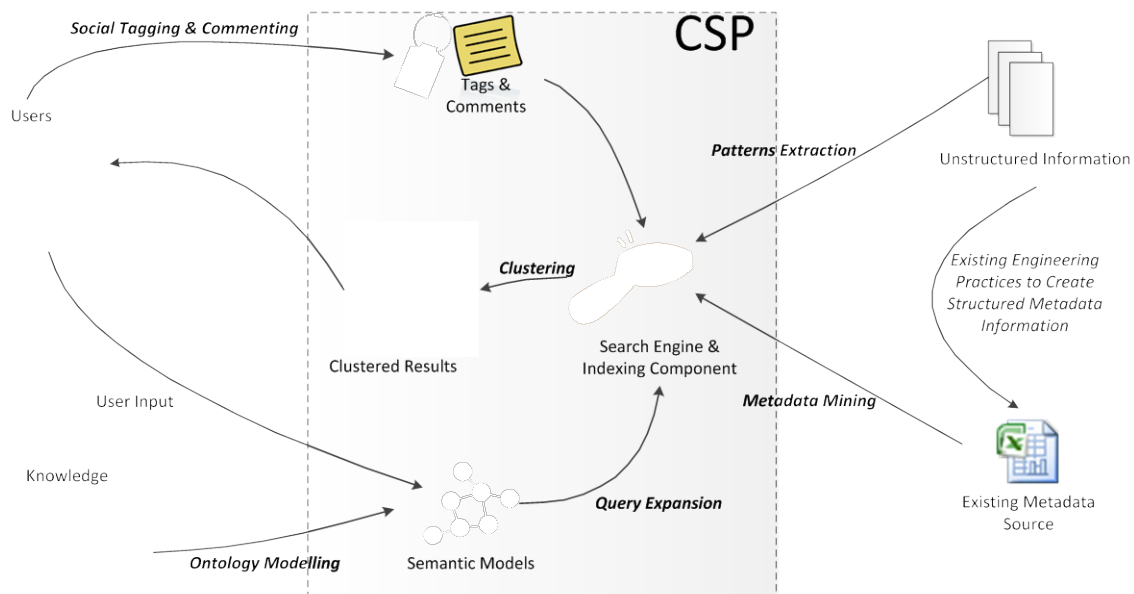 Social Tagging & Commenting
CSP
Tags &
Comments
Users
Patterns Extraction
Unstructured Information
Existing Engineering
Practices to Create
Structured Metadata
Information
Clustering
Search Engine &
Indexing Component
Clustered Results
User Input
Metadata Mining
Knowledge
Query Expansion
Existing Metadata
Source
Ontology Modelling
Semantic Models